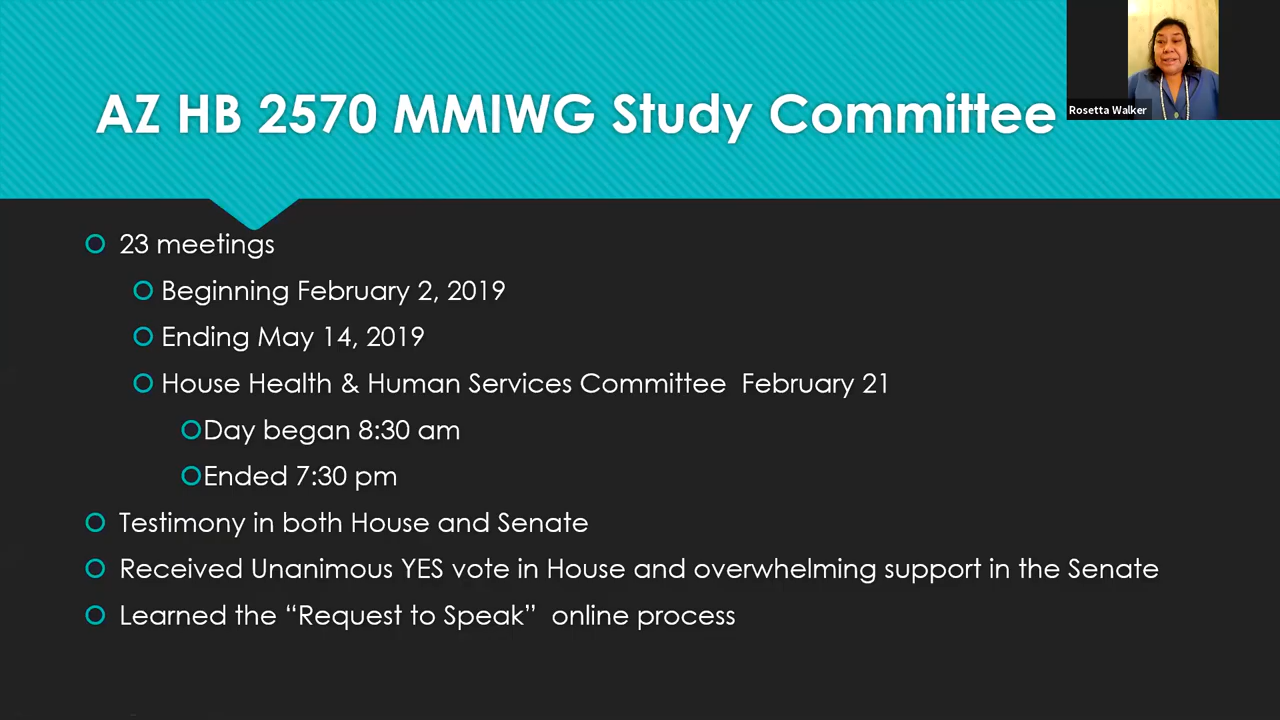 AZ HB 2570 MMIWG Study Committee
Rosetta Walker
23 meetings
Beginning February 2, 2019
Ending May 14, 2019
House Health & Human Services Committee  February 21
Day began 8:30 am
Ended 7:30 pm
Testimony in both House and Senate
Received Unanimous YES vote in House and overwhelming support in the Senate
Learned the “Request to Speak”  online process